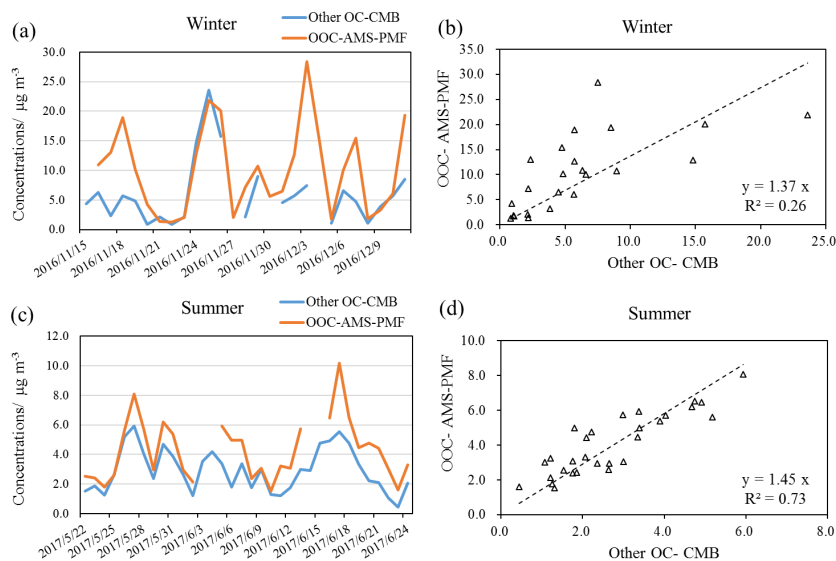 (a)
Winter
Other OC-CMB
OOC-AMS-PMF
Concentrations/ µg m⁻³
30.0
25.0
20.0
15.0
10.0
5.0
0.0
2016/11/15
2016/11/18
2016/11/21
2016/11/24
2016/11/27
2016/11/30
2016/12/3
2016/12/6
2016/12/9
(b)
Winter
OOC- AMS-PMF
35.0
30.0
25.0
20.0
15.0
10.0
5.0
0.0
y = 1.37 x
R² = 0.26
0.0 5.0 10.0 15.0 20.0 25.0
Other OC- CMB
(c)
Summer
Other OC-CMB
OOC-AMS-PMF
Concentrations/ µg m⁻³
12.0
10.0
8.0
6.0
4.0
2.0
0.0
2017/5/22
2017/5/25
2017/5/28
2017/5/31
2017/6/3
2017/6/6
2017/6/9
2017/6/12
2017/6/15
2017/6/18
2017/6/21
2017/6/24
(d)
Summer
OOC- AMS-PMF
10.0
8.0
6.0
4.0
2.0
0.0
y = 1.45 x
R² = 0.73
0.0 2.0 4.0 6.0 8.0
Other OC- CMB